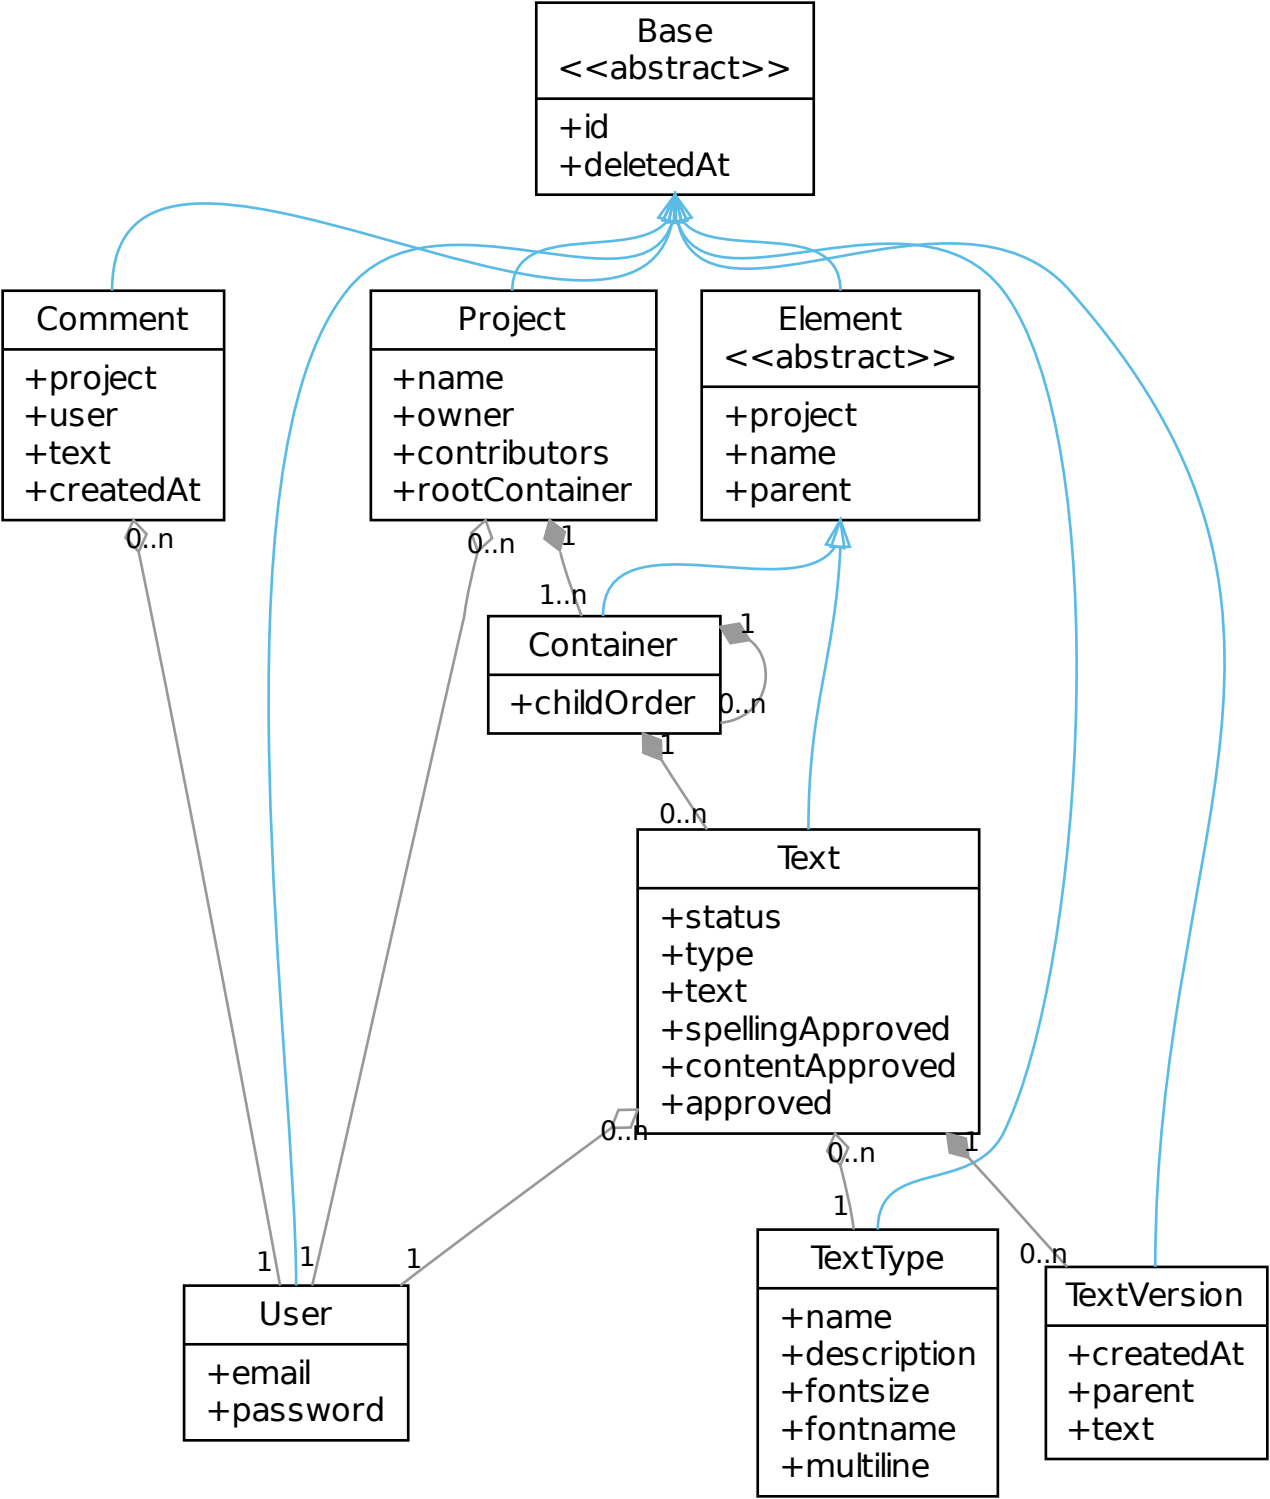 Base
<<abstract>>
+id
+deletedAt
Comment
+project
+user
+text
+createdAt
Project
+name
+owner
+contributors
+rootContainer
Element
<<abstract>>
+project
+name
+parent
0..n
0..n
1
1..n
Container
+childOrder
1
0..n
1
0..n
Text
+status
+type
+text
+spellingApproved
+contentApproved
+approved
0..n
0..n
1
1
1
1
1
0..n
User
+email
+password
TextType
+name
+description
+fontsize
+fontname
+multiline
TextVersion
+createdAt
+parent
+text